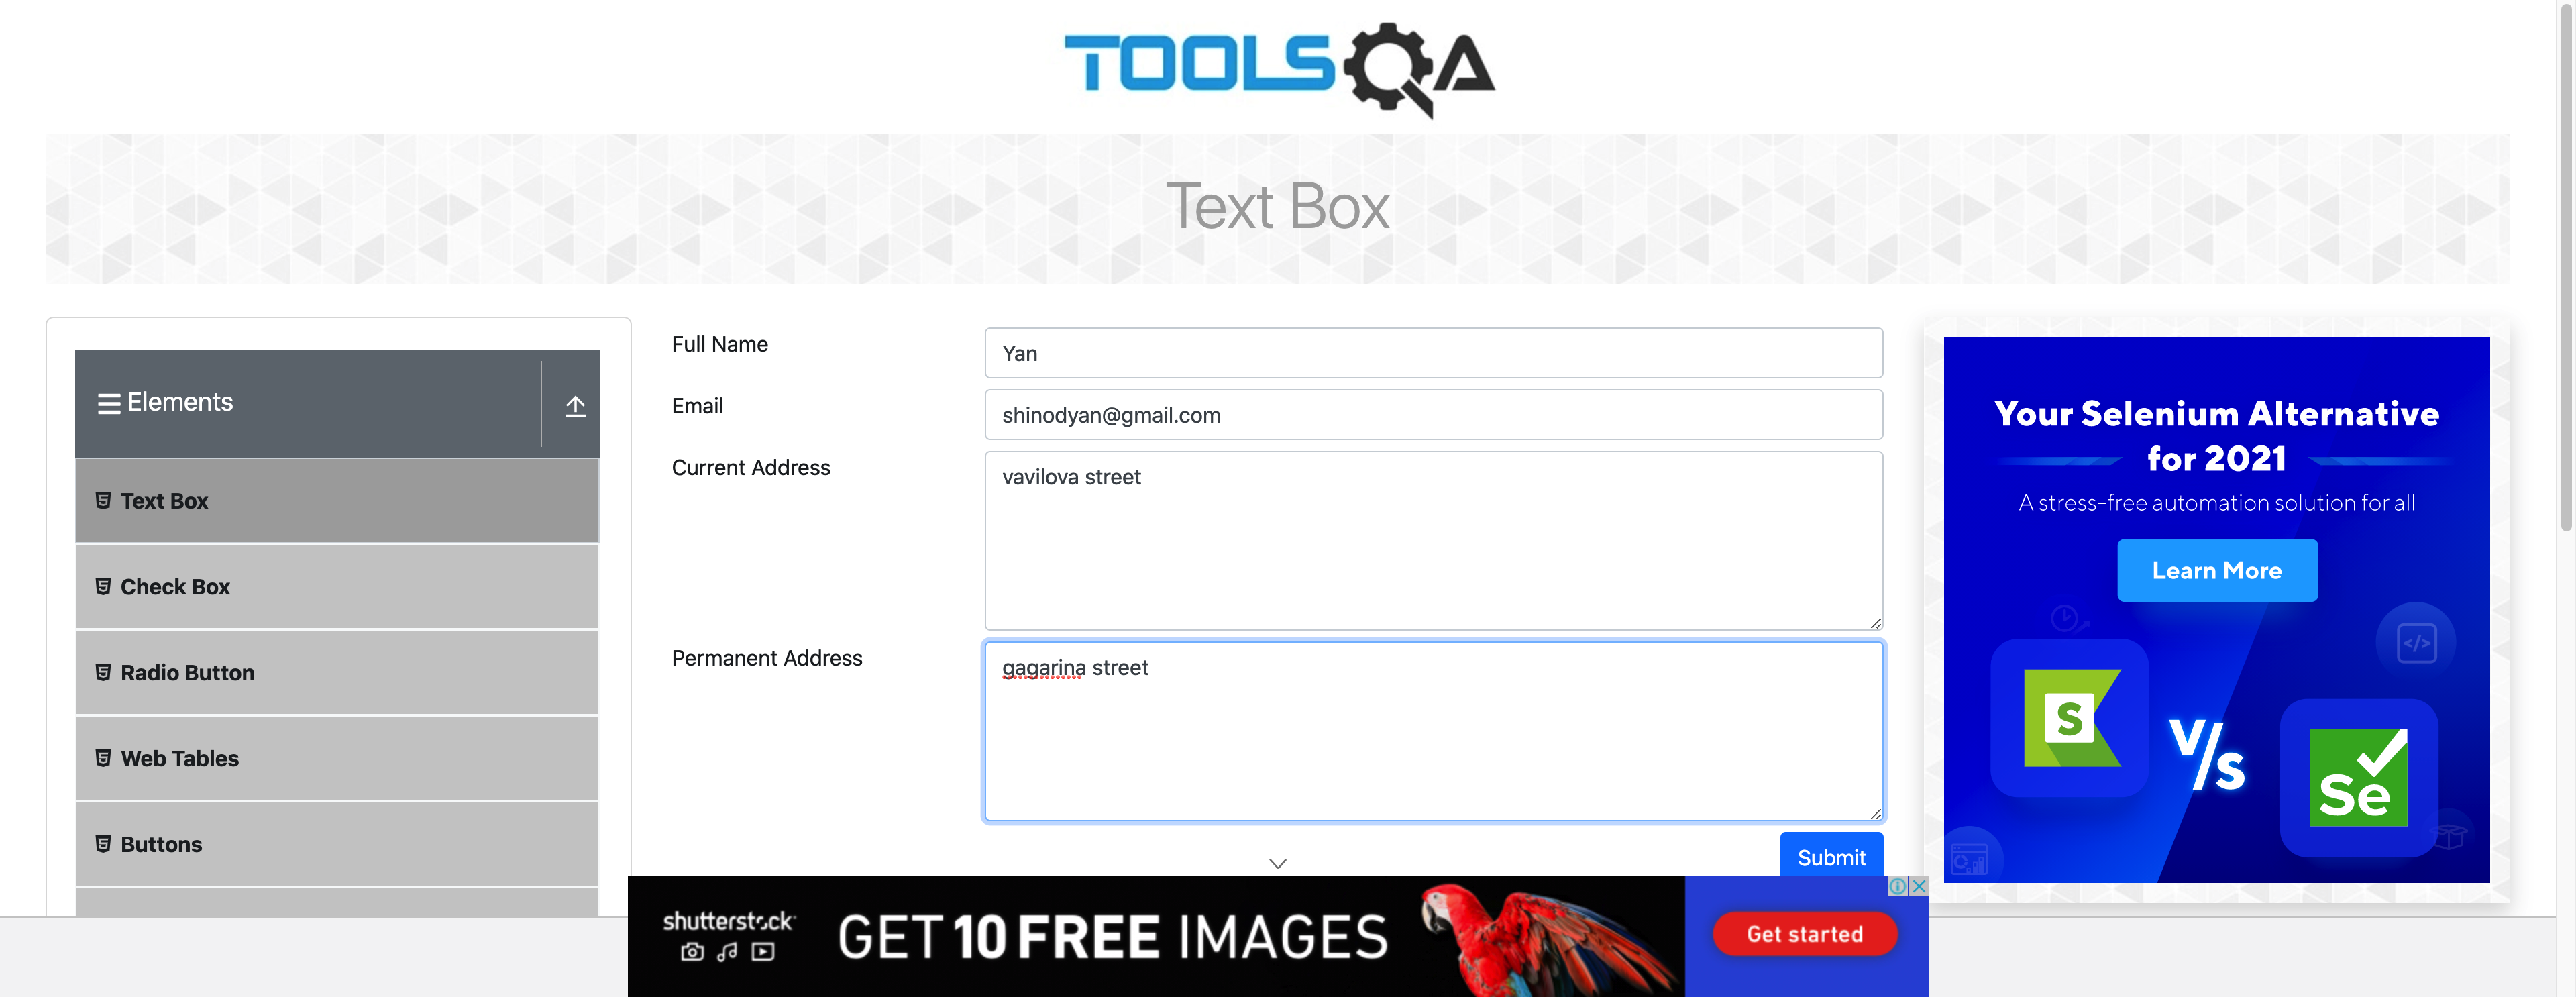 TOOLSQA
Text Box
Elements
Text Box
Check Box
Radio Button
Web Tables
Buttons
Full Name
Yan
Email
shinodyan@gmail.com
Current Address
vavilova street
Permanent Address
gagarina street
Submit
Your Selenium Alternative
for 2021
A stress-free automation solution for all
Learn More
S
V/s
Se
shutterstock
GET 10 FREE IMAGES
Get started